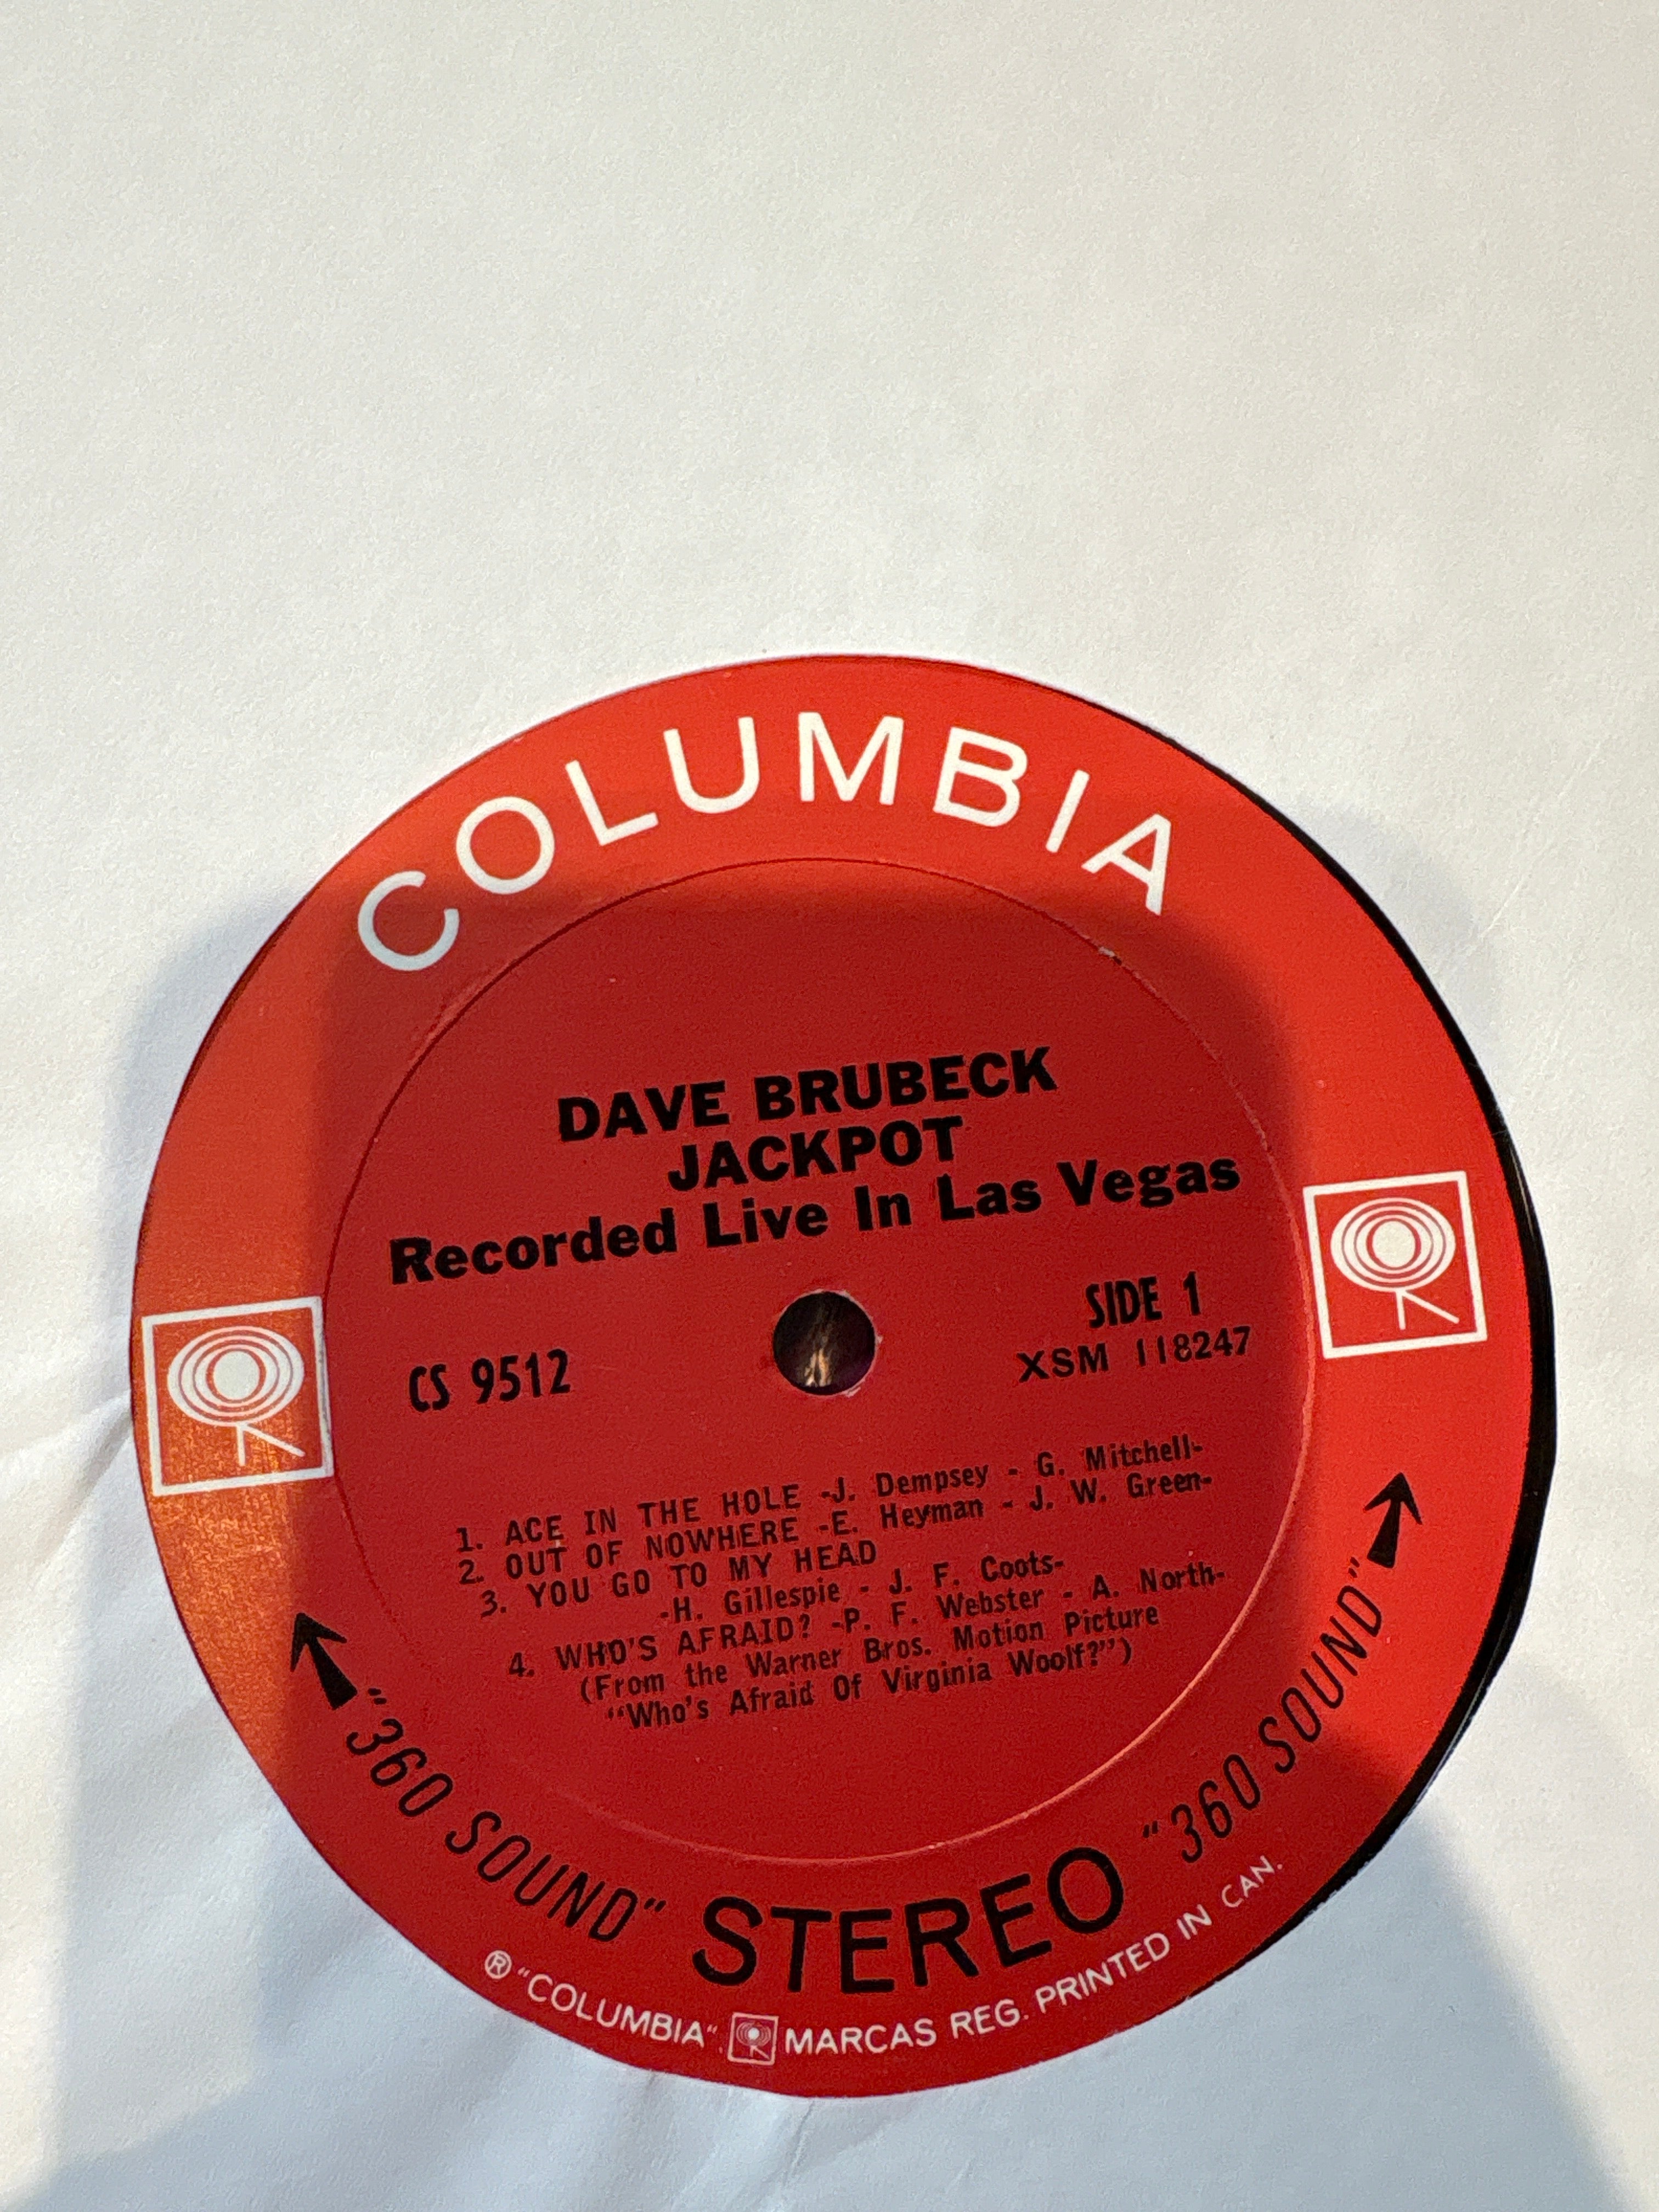 COLUMBIA
DAVE BRUBECK
JACKPOT
Recorded Live In Las Vegas
SIDE 1
CS 9512
XSM 118247
1. ACE IN THE HOLE -J. Dempsey - G. Mitchell-
2. OUT OF NOWHERE -E. Heyman - J. W. Green-
3. YOU GO TO MY HEAD
-H. Gillespie - J. F. Coots-
4. WHO'S AFRAID? -P. F. Webster - A. North-
(From the Warner Bros. Motion Picture
"Who's Afraid Of Virginia Woolf?")
"360 SOUND" STEREO "360 SOUND"
® "COLUMBIA". MARCAS REG. PRINTED IN CAN.